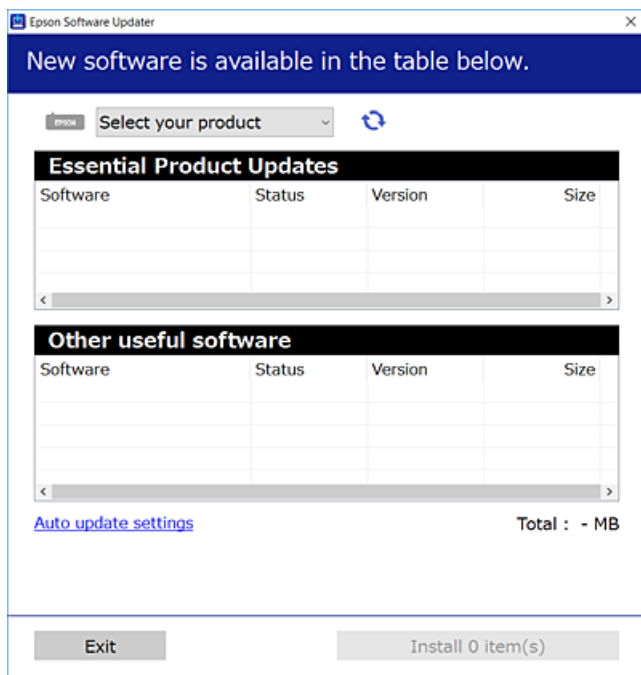 Epson Software Updater
New software is available in the table below.
EPSON Select your product
Essential Product Updates
Software Status Version Size
Other useful software
Software Status Version Size
Auto update settings Total : - MB
Exit Install 0 item(s)